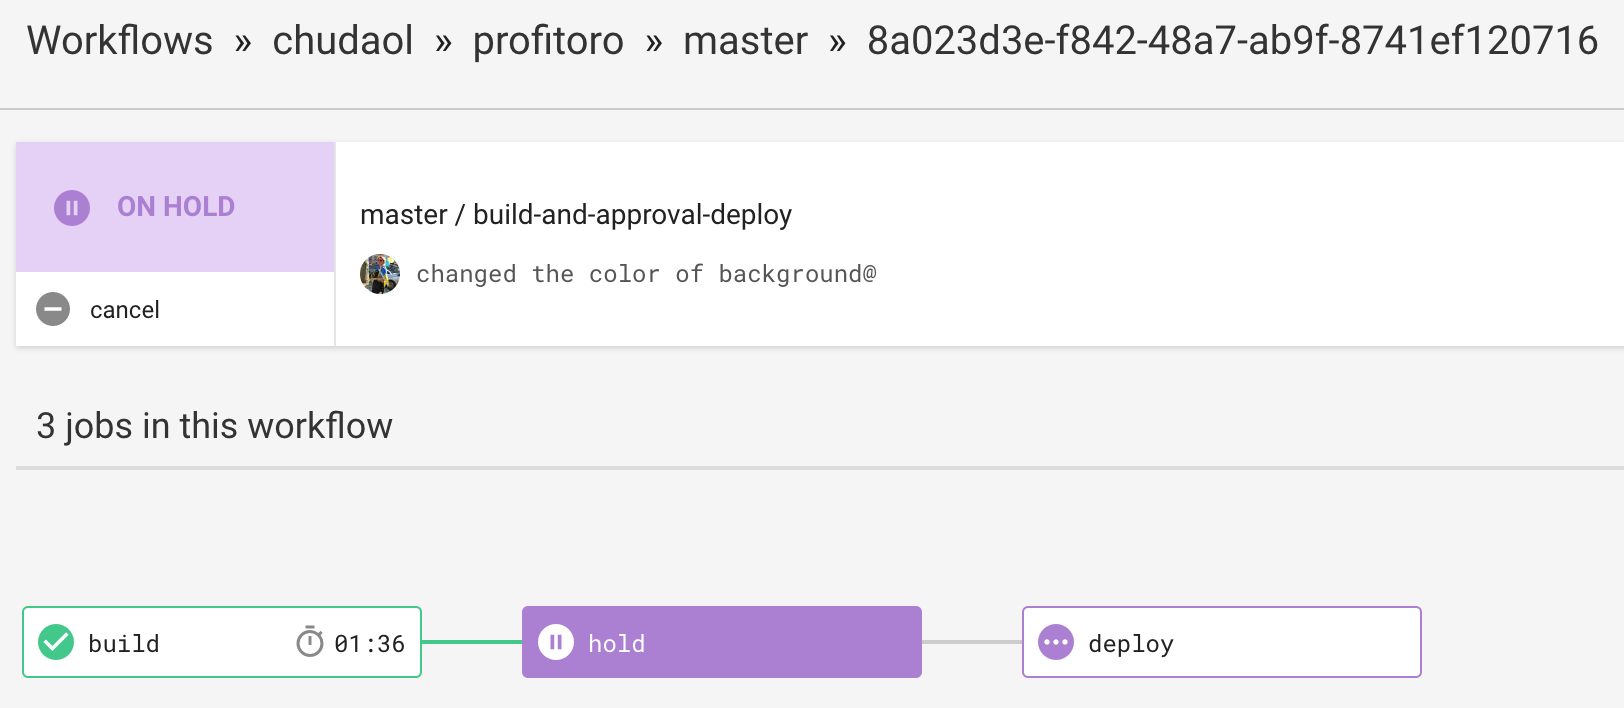 Workflows » chudaol » profitoro » master » 8a023d3e-f842-48a7-ab9f-8741ef120716
ON HOLD
cancel
master / build-and-approval-deploy
changed the color of background@
3 jobs in this workflow
build 01:36 hold deploy